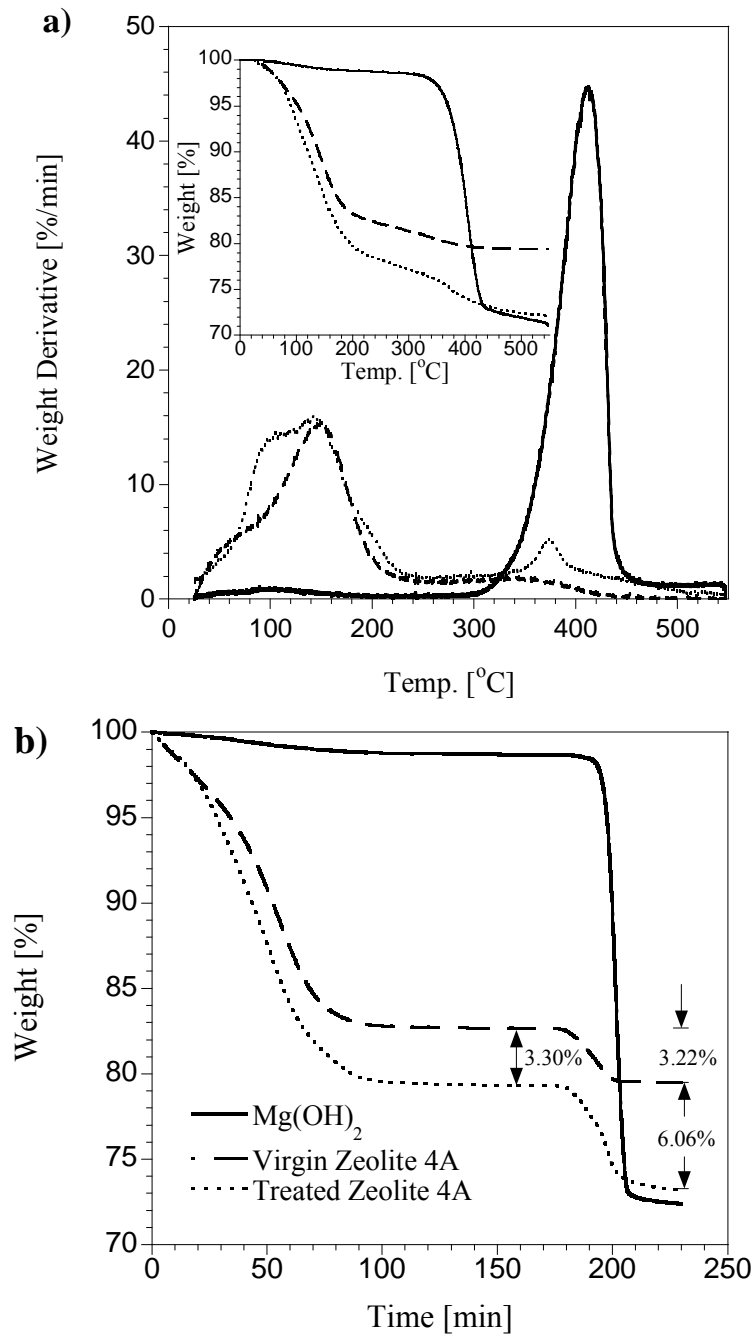 a)
50
40
30
20
10
0
Weight Derivative [%/min]
100
95
90
85
80
75
70
Weight [%]
0 100 200 300 400 500
Temp. [°C]
0 100 200 300 400 500
Temp. [°C]
b)
100
95
90
85
80
75
70
Weight [%]
3.30%
3.22%
6.06%
Mg(OH)₂
Virgin Zeolite 4A
Treated Zeolite 4A
0 50 100 150 200 250
Time [min]